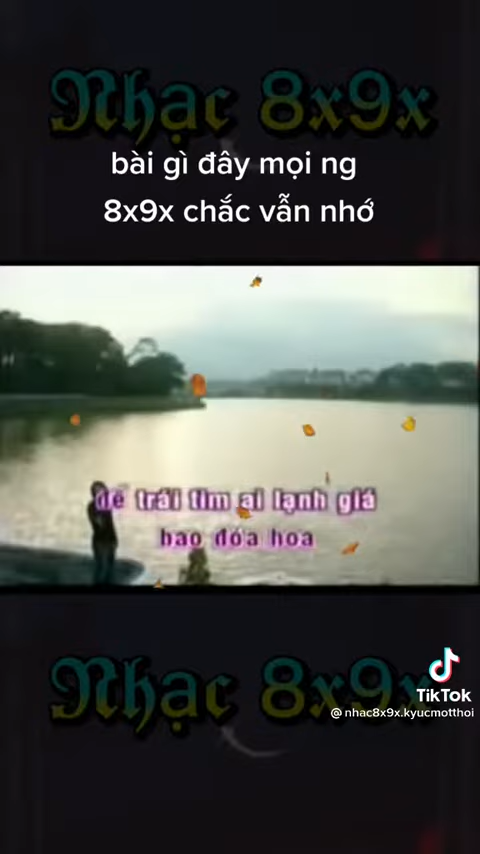 Nhạc 8x9x
bài gì đây mọi ng
8x9x chắc vẫn nhớ
để trái tim ai lạnh giá
bao đóa hoa
Nhạc 8x9x
TikTok
@nhac8x9x.kyucmotthoi